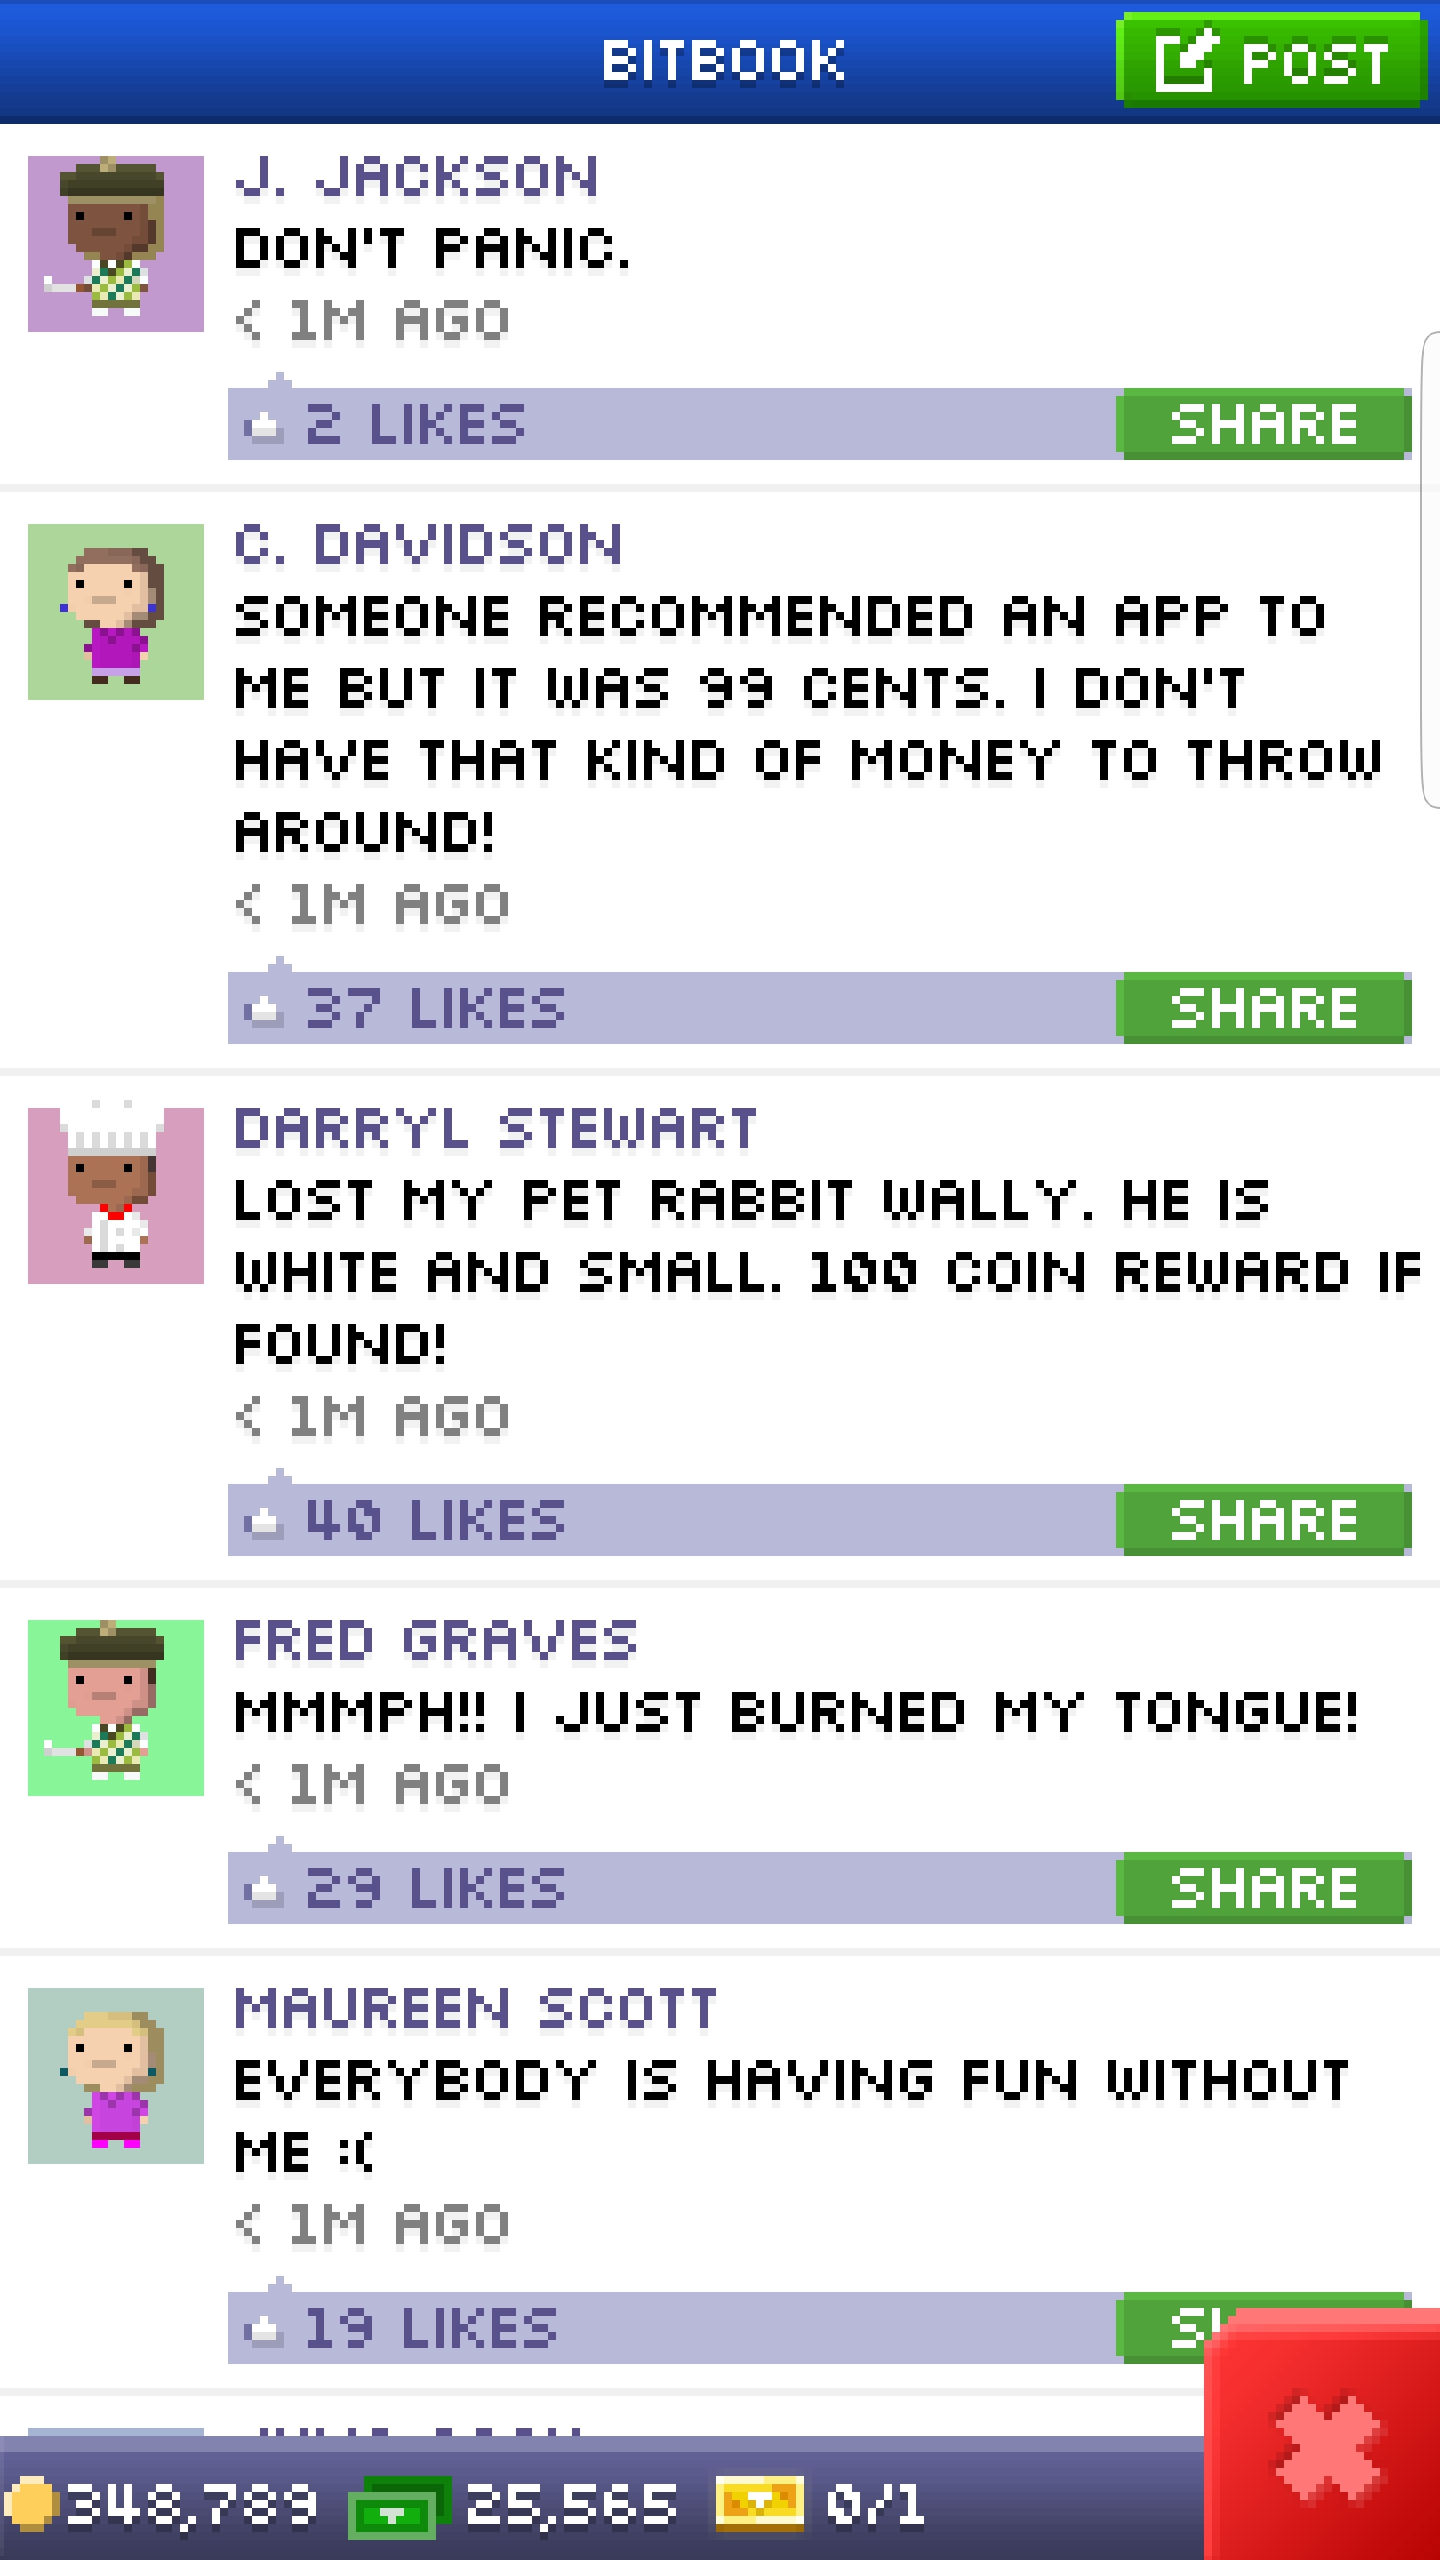 BITBOOK
POST
J. JACKSON
DON'T PANIC.
< 1M AGO
2 LIKES
SHARE
C. DAVIDSON
SOMEONE RECOMMENDED AN APP TO
ME BUT IT WAS 99 CENTS. I DON'T
HAVE THAT KIND OF MONEY TO THROW
AROUND!
< 1M AGO
37 LIKES
SHARE
DARRYL STEWART
LOST MY PET RABBIT WALLY. HE IS
WHITE AND SMALL. 100 COIN REWARD IF
FOUND!
< 1M AGO
40 LIKES
SHARE
FRED GRAVES
MMMPH!! I JUST BURNED MY TONGUE!
< 1M AGO
29 LIKES
SHARE
MAUREEN SCOTT
EVERYBODY IS HAVING FUN WITHOUT
ME :(
< 1M AGO
19 LIKES
348,789 25,565 0/1